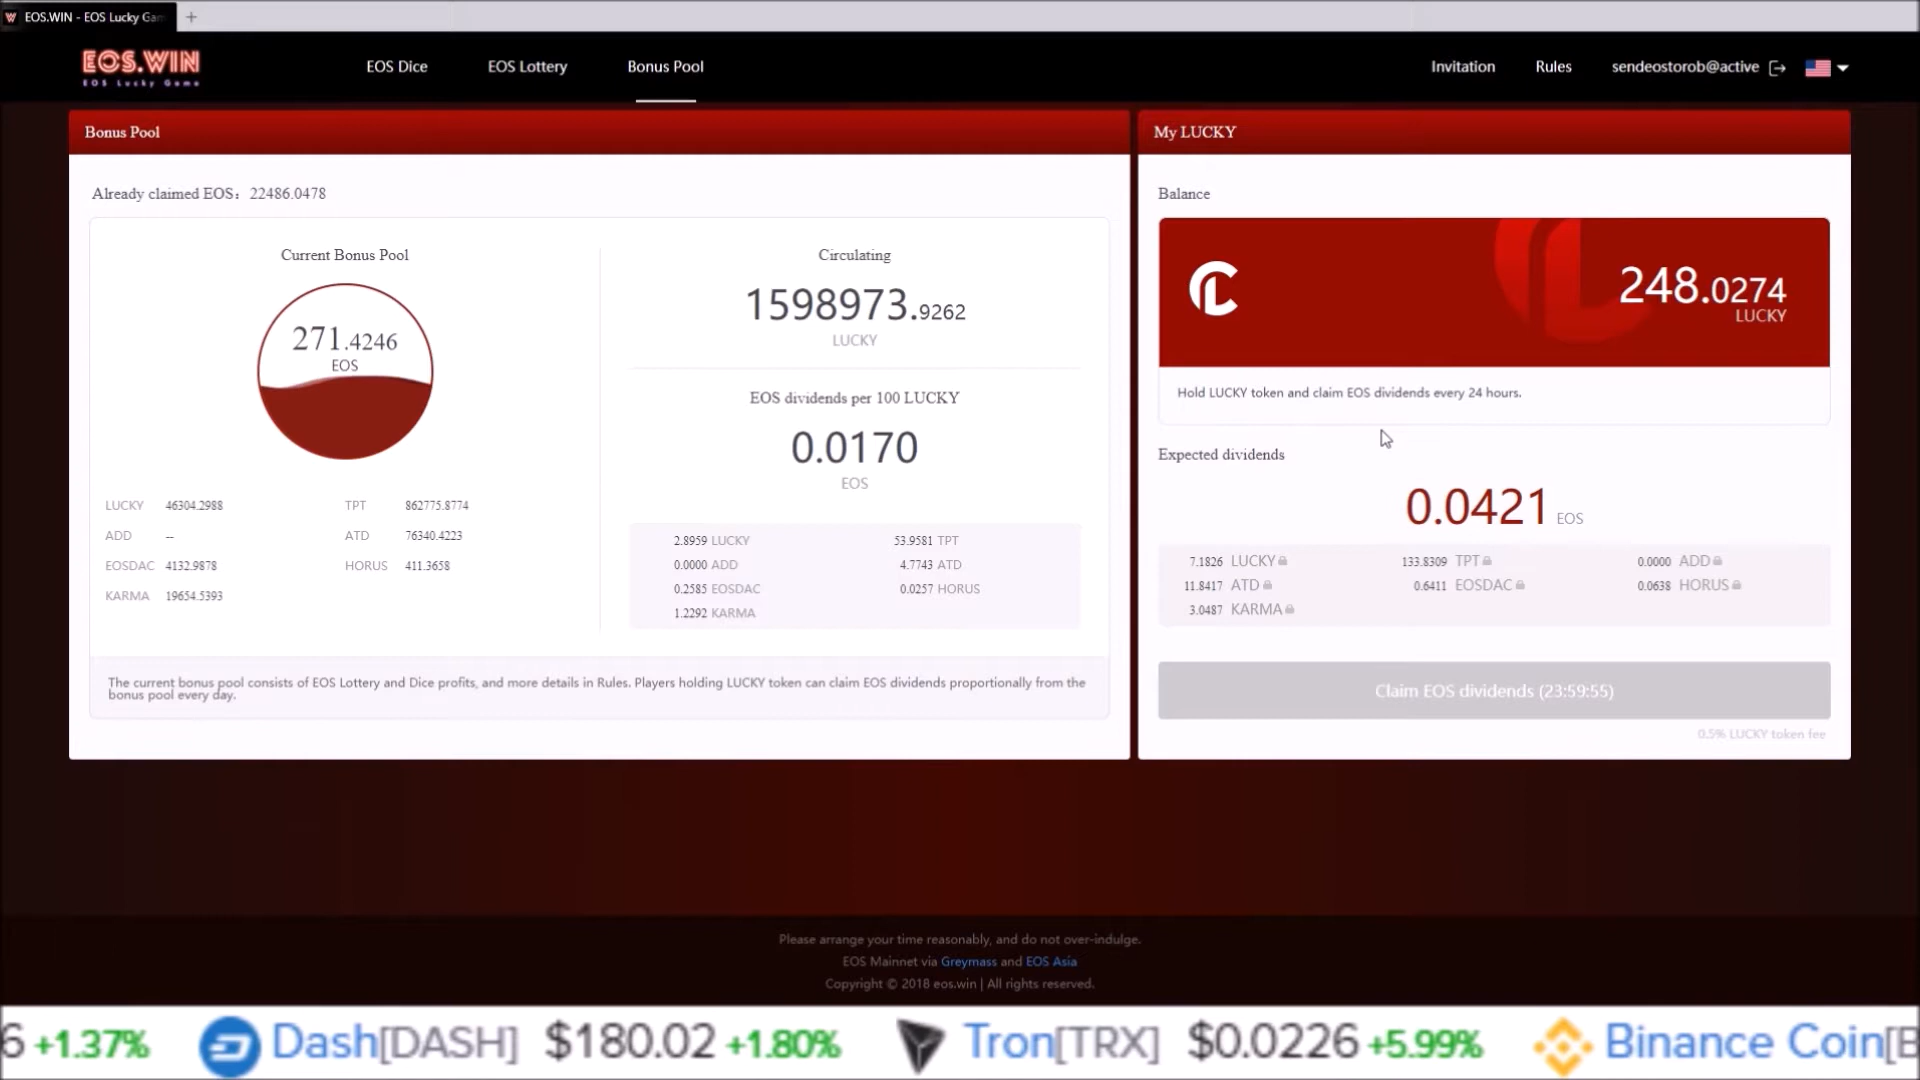 EOS.WIN - EOS Lucky Gam
EOS.WIN
EOS Lucky Game
EOS Dice
EOS Lottery
Bonus Pool
Invitation
Rules
sendeostorob@active
Bonus Pool
Already claimed EOS: 22486.0478
Current Bonus Pool
271.4246
EOS
LUCKY 46304.2988
TPT 862775.8774
ADD --
ATD 76340.4223
EOSDAC 4132.9878
HORUS 411.3658
KARMA 19654.5393
Circulating
1598973.9262
LUCKY
EOS dividends per 100 LUCKY
0.0170
EOS
2.8959 LUCKY
53.9581 TPT
0.0000 ADD
4.7743 ATD
0.2585 EOSDAC
0.0257 HORUS
1.2292 KARMA
The current bonus pool consists of EOS Lottery and Dice profits, and more details in Rules. Players holding LUCKY token can claim EOS dividends proportionally from the
bonus pool every day.
My LUCKY
Balance
248.0274
LUCKY
Hold LUCKY token and claim EOS dividends every 24 hours.
Expected dividends
0.0421 EOS
7.1826 LUCKY
133.8309 TPT
0.0000 ADD
11.8417 ATD
0.6411 EOSDAC
0.0638 HORUS
3.0487 KARMA
Claim EOS dividends (23:59:55)
0.5% LUCKY token fee
Please arrange your time reasonably, and do not over-indulge.
EOS Mainnet via Greymass and EOS Asia
Copyright © 2018 eos.win | All rights reserved.
6 +1.37% Dash[DASH] $180.02 +1.80% Tron[TRX] $0.0226 +5.99% Binance Coin[B